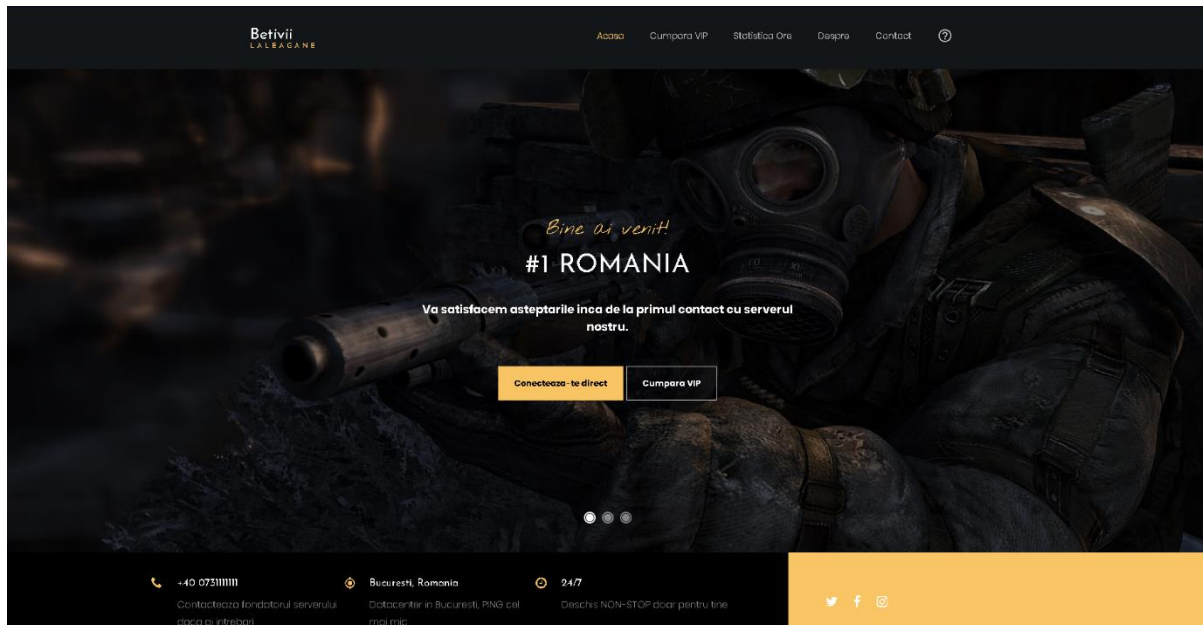 Betivii
LALEAGANE
Acasa
Cumpara VIP
Statistica Ore
Despre
Contact
Bine ai venit!
#1 ROMANIA
Va satisfacem asteptarile inca de la primul contact cu serverul
nostru.
Conecteaza-te direct
Cumpara VIP
+40 0731111111
Contacteaza fondatorul serverului
daca ai intrebari
Bucuresti, Romania
Datacenter in Bucuresti, PING cel
mai mic
24/7
Deschis NON-STOP doar pentru tine